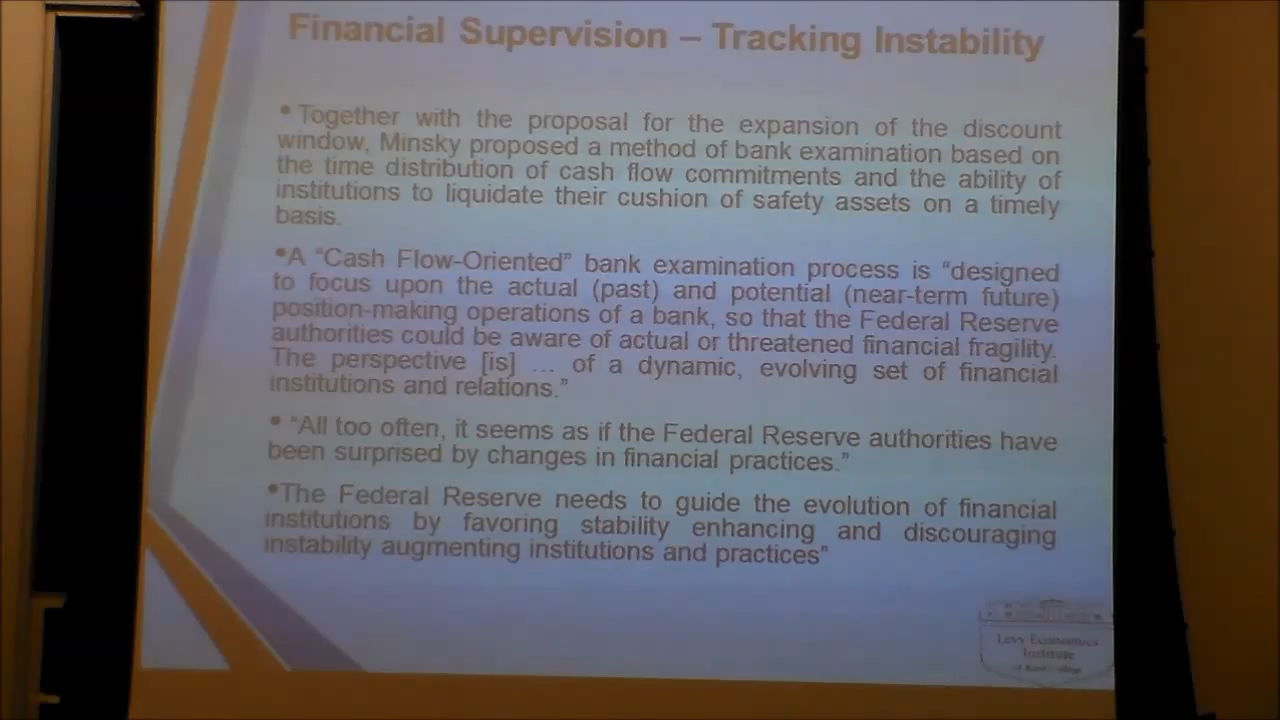 Financial Supervision – Tracking Instability
• Together with the proposal for the expansion of the discount
window, Minsky proposed a method of bank examination based on
the time distribution of cash flow commitments and the ability of
institutions to liquidate their cushion of safety assets on a timely
basis.
•A “Cash Flow-Oriented” bank examination process is “designed
to focus upon the actual (past) and potential (near-term future)
position-making operations of a bank, so that the Federal Reserve
authorities could be aware of actual or threatened financial fragility.
The perspective [is] ... of a dynamic, evolving set of financial
institutions and relations.”
• “All too often, it seems as if the Federal Reserve authorities have
been surprised by changes in financial practices.”
•The Federal Reserve needs to guide the evolution of financial
institutions by favoring stability enhancing and discouraging
instability augmenting institutions and practices”
Levy Economics
Institute
of Bard College